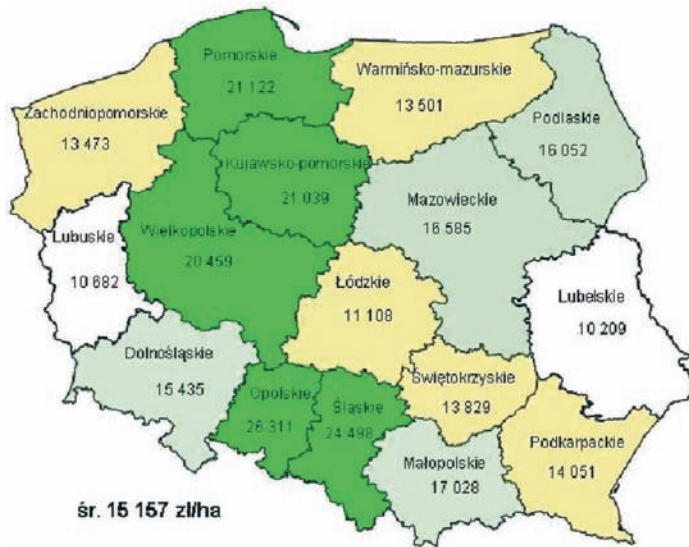 Pomorskie
21 122
Warmińsko-mazurskie
13 501
Zachodniopomorskie
13 473
Podlaskie
16 052
Kujawsko-pomorskie
21 039
Mazowieckie
16 585
Wielkopolskie
20 459
Lubuskie
10 682
Łódzkie
11 108
Lubelskie
10 209
Dolnośląskie
15 435
Opolskie
26 311
Śląskie
24 498
Świętokrzyskie
13 829
Podkarpackie
14 051
Małopolskie
17 028
śr. 15 157 zł/ha